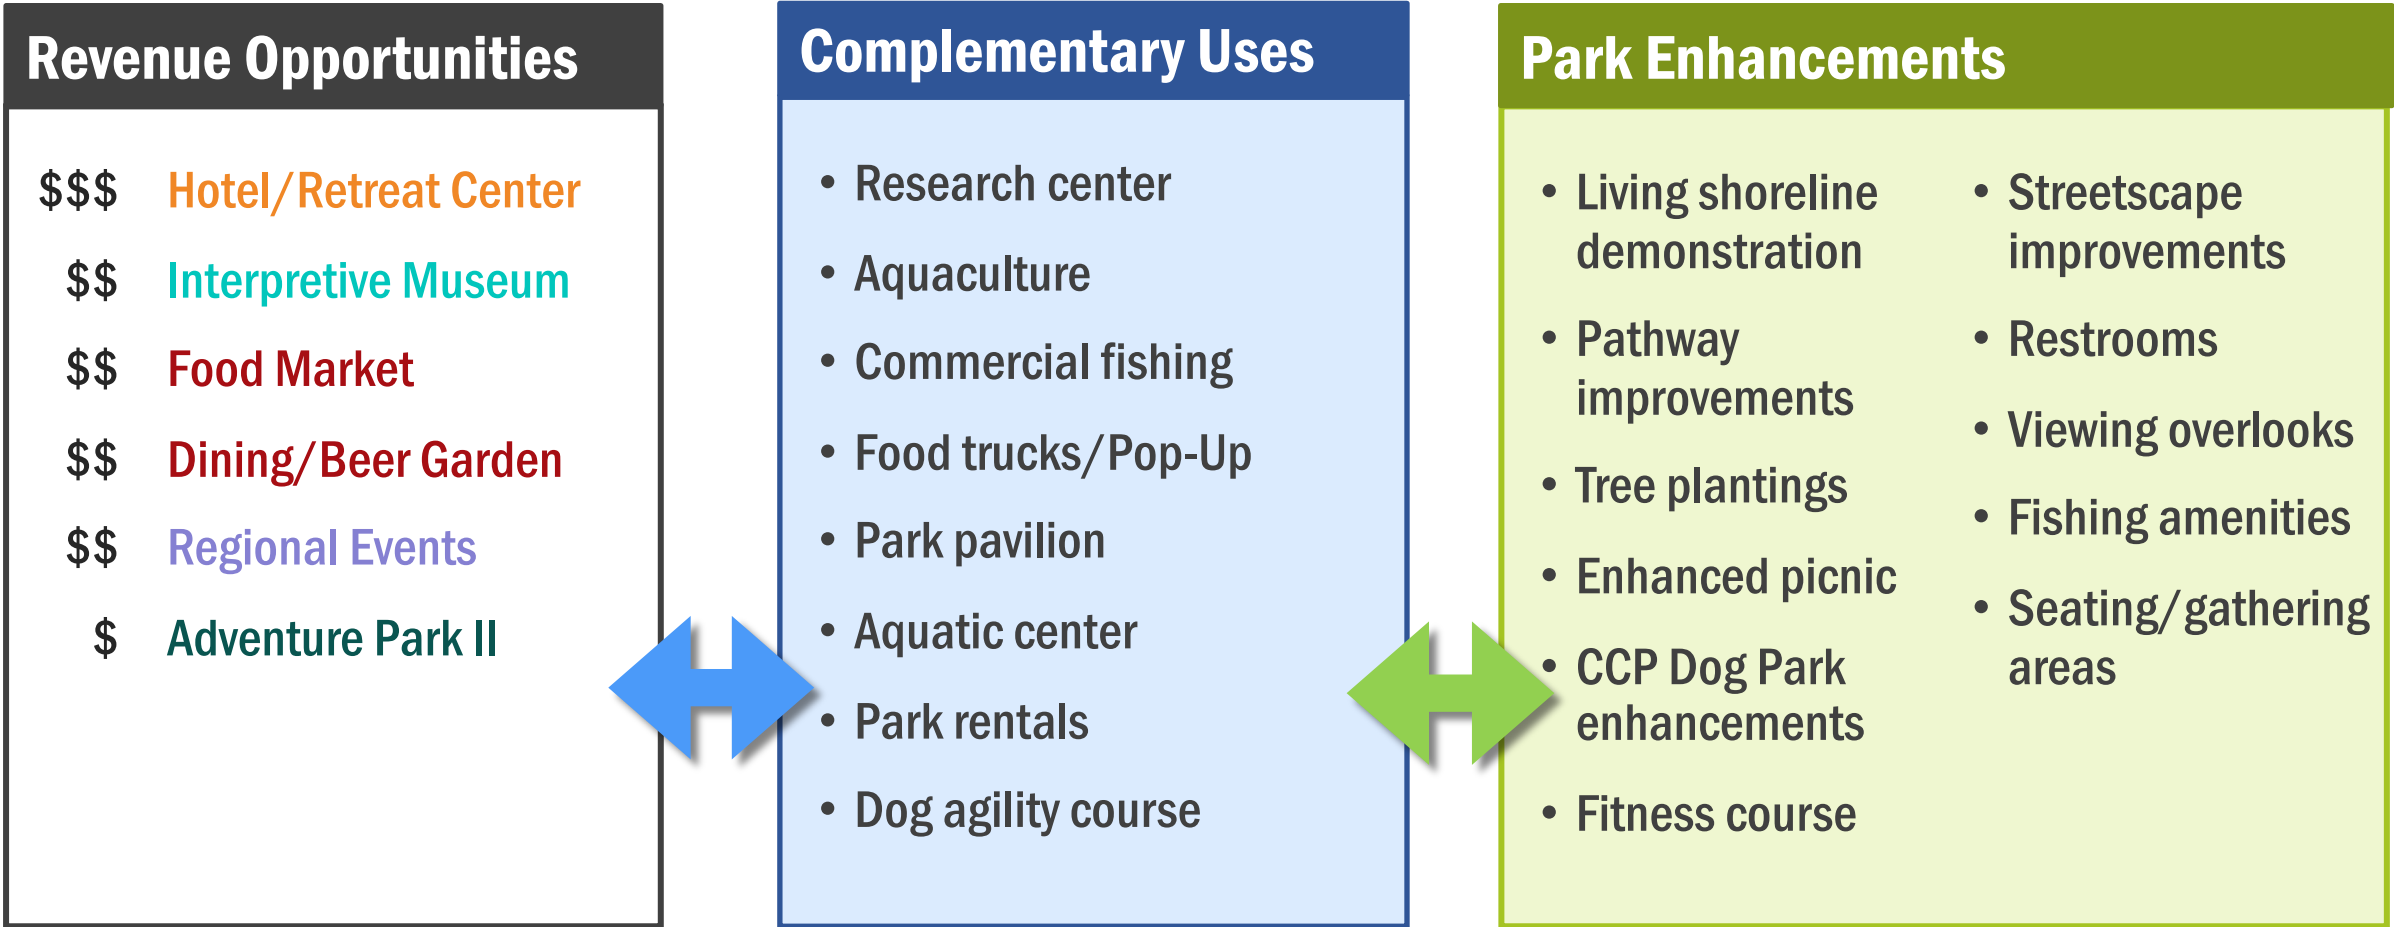 Revenue Opportunities
$$$ Hotel/Retreat Center
$$ Interpretive Museum
$$ Food Market
$$ Dining/Beer Garden
$$ Regional Events
$ Adventure Park II
Complementary Uses
• Research center
• Aquaculture
• Commercial fishing
• Food trucks/Pop-Up
• Park pavilion
• Aquatic center
• Park rentals
• Dog agility course
Park Enhancements
• Living shoreline
demonstration
• Pathway
improvements
• Tree plantings
• Enhanced picnic
• CCP Dog Park
enhancements
• Fitness course
• Streetscape
improvements
• Restrooms
• Viewing overlooks
• Fishing amenities
• Seating/gathering
areas